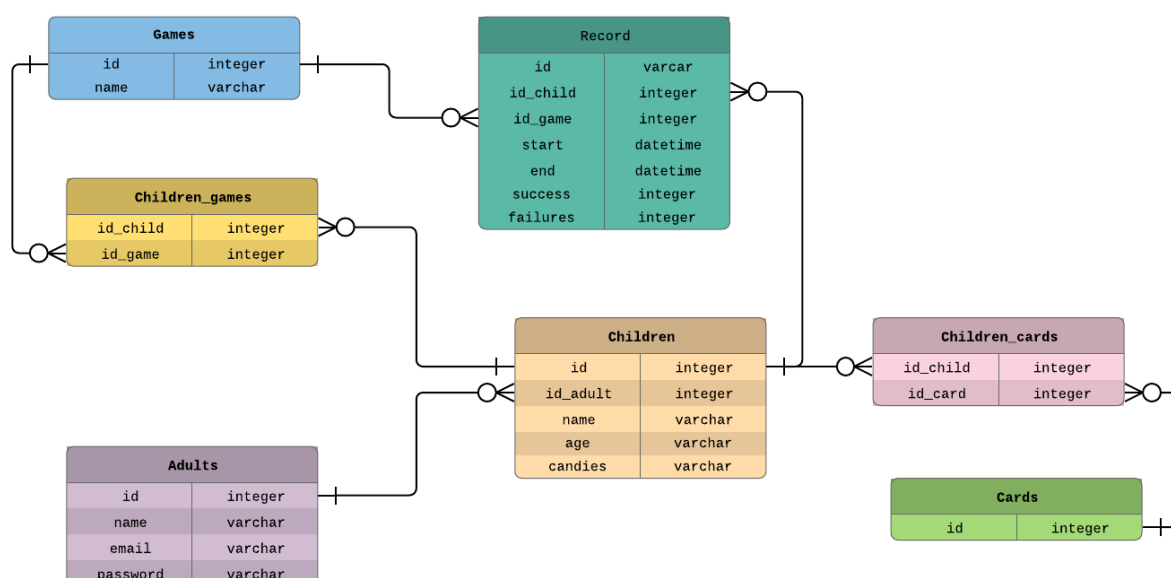 Games
id integer
name varchar
Record
id varcar
id_child integer
id_game integer
start datetime
end datetime
success integer
failures integer
Children_games
id_child integer
id_game integer
Children
id integer
id_adult integer
name varchar
age varchar
candies varchar
Children_cards
id_child integer
id_card integer
Adults
id integer
name varchar
email varchar
password varchar
Cards
id integer